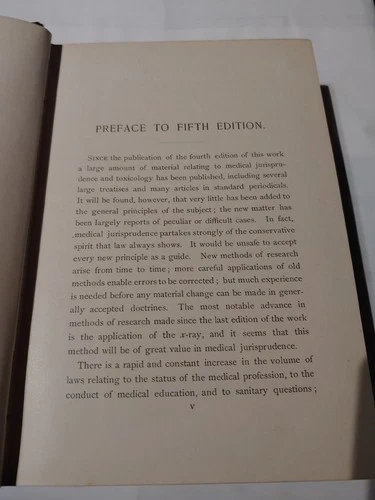 PREFACE TO FIFTH EDITION.
SINCE the publication of the fourth edition of this work
a large amount of material relating to medical jurispru-
dence and toxicology has been published, including several
large treatises and many articles in standard periodicals.
It will be found, however, that very little has been added to
the general principles of the subject; the new matter has
been largely reports of peculiar or difficult cases. In fact,
medical jurisprudence partakes strongly of the conservative
spirit that law always shows. It would be unsafe to accept
every new principle as a guide. New methods of research
arise from time to time; more careful applications of old
methods enable errors to be corrected; but much experience
is needed before any material change can be made in gener-
ally accepted doctrines. The most notable advance in
methods of research made since the last edition of the work
is the application of the x-ray, and it seems that this
method will be of great value in medical jurisprudence.
There is a rapid and constant increase in the volume of
laws relating to the status of the medical profession, to the
conduct of medical education, and to sanitary questions;
v